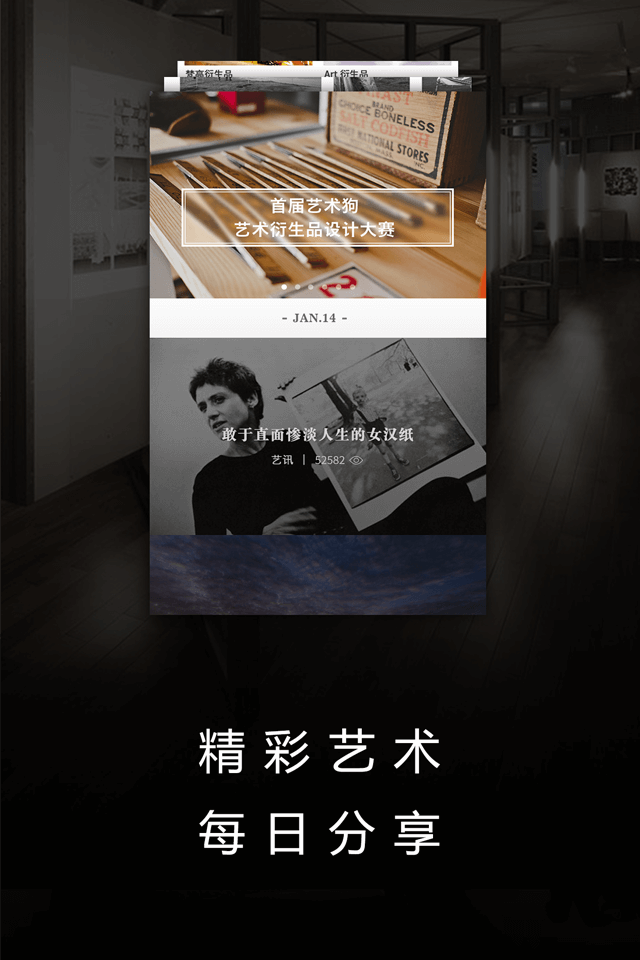 梵高衍生品
Art 衍生品
CHOICE BONELESS
BRAND
SALT CODFISH
NATIONAL STORES
首届艺术狗
艺术衍生品设计大赛
- JAN.14 -
敢于直面惨淡人生的女汉纸
艺讯 | 52582
精彩艺术
每日分享